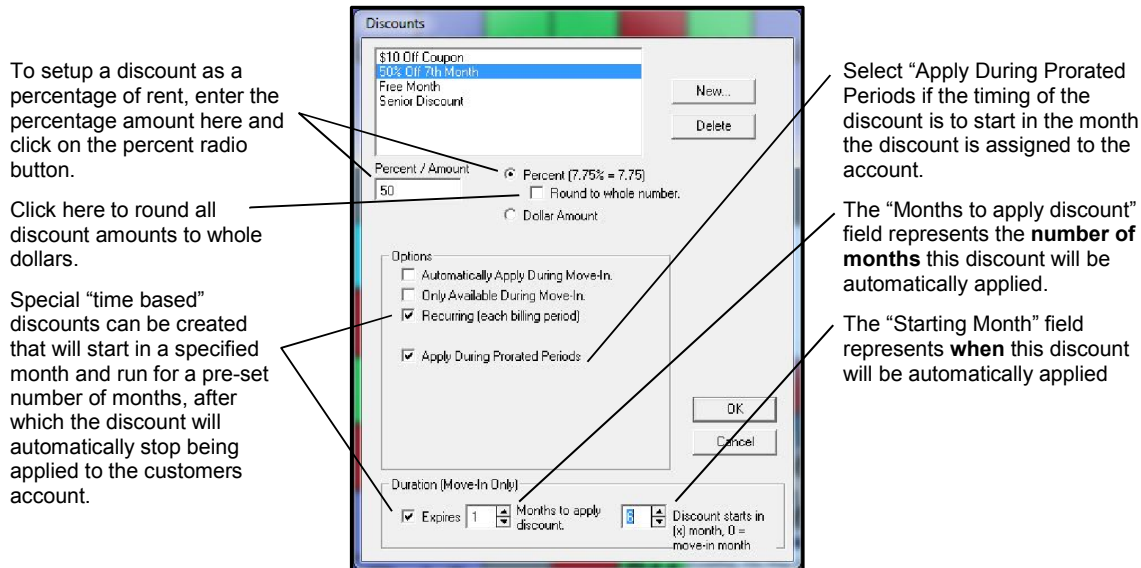 To setup a discount as a
percentage of rent, enter the
percentage amount here and
click on the percent radio
button.
Click here to round all
discount amounts to whole
dollars.
Special “time based”
discounts can be created
that will start in a specified
month and run for a pre-set
number of months, after
which the discount will
automatically stop being
applied to the customers
account.
Discounts
$10 Off Coupon
50% Off 7th Month
Free Month
Senior Discount
New...
Delete
Percent / Amount
50
Percent (7.75% = 7.75)
Round to whole number.
Dollar Amount
Options
Automatically Apply During Move-In.
Only Available During Move-In.
Recurring (each billing period)
Apply During Prorated Periods
OK
Cancel
Duration (Move-In Only)
Expires 1 Months to apply
discount.
6 Discount starts in
(x) month, 0 =
move-in month
Select “Apply During Prorated
Periods if the timing of the
discount is to start in the month
the discount is assigned to the
account.
The “Months to apply discount”
field represents the number of
months this discount will be
automatically applied.
The “Starting Month” field
represents when this discount
will be automatically applied